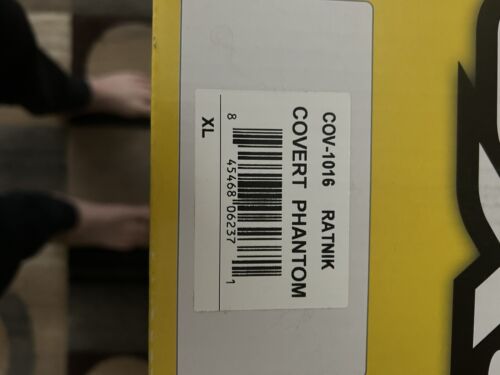 COV-1016 RATNIK
COVERT PHANTOM
8 45468 06237 1
XL